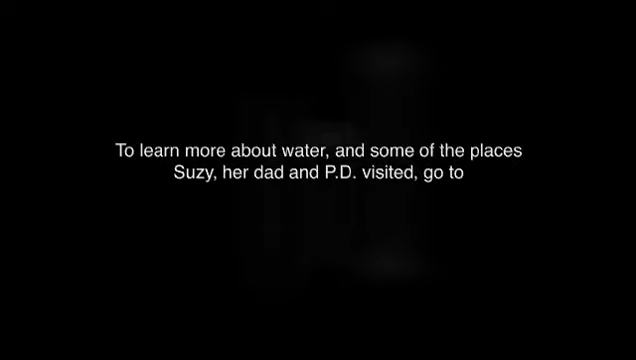 To learn more about water, and some of the places
Suzy, her dad and P.D. visited, go to